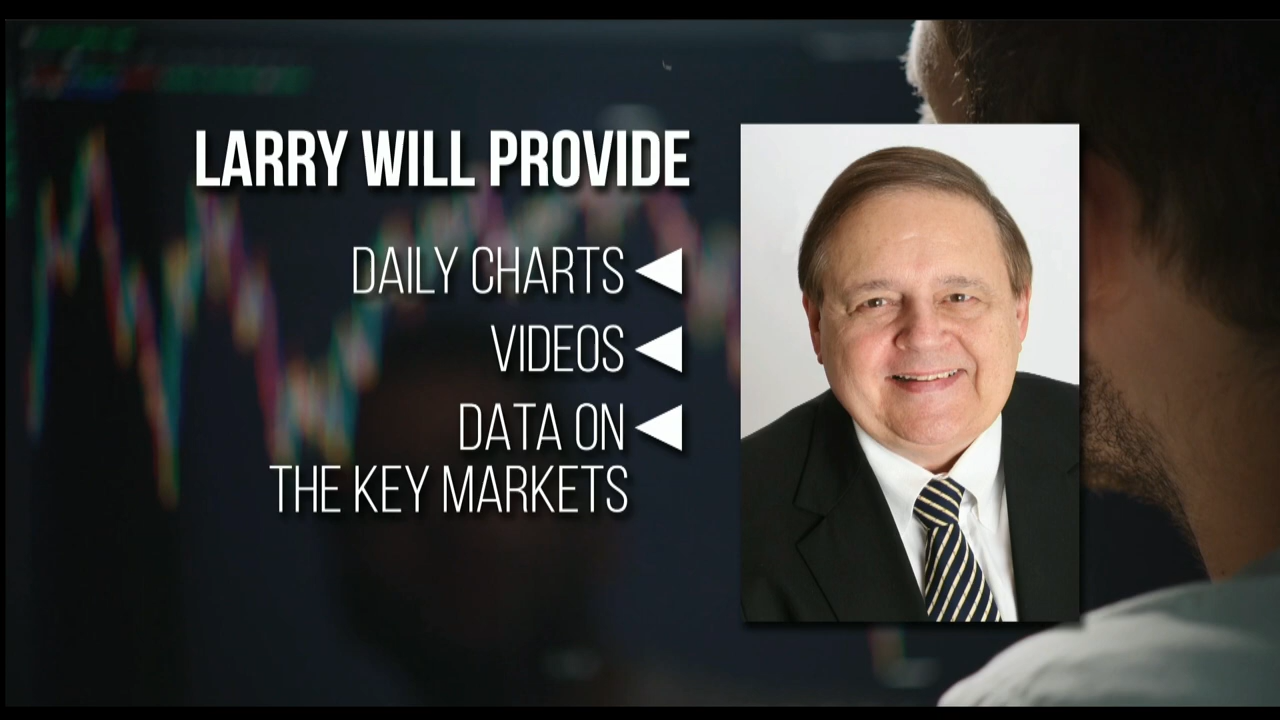 LARRY WILL PROVIDE
DAILY CHARTS
VIDEOS
DATA ON
THE KEY MARKETS